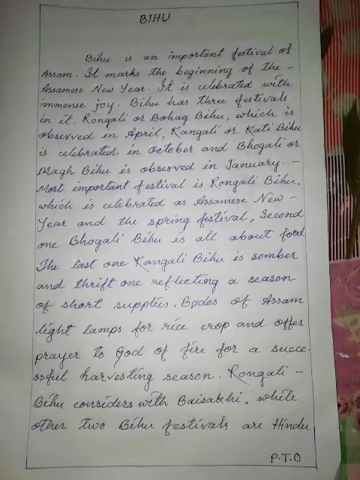 BIHU
Bihu is an important festival of
Assam. It marks the beginning of the -
Assamese New Year. It is celebrated with
immense joy. Bihu has three festivals
in it. Rongali or Bohag Bihu, which is
observed in April, Kangali or Kati Bihu
is celebrated in October and Bhogali or
Magh Bihu is observed in January. -
Most important festival is Rongali Bihu,
which is celebrated as Assamese New -
Year and the spring festival, Second
one Bhogali Bihu is all about food.
The last one Kangali Bihu is somber
and thrift one reflecting a season
of short supplies. Bodos of Assam
light lamps for rice crop and offer
prayer to God of fire for a succe-
ssful harvesting season. Rongali -
Bihu considers with Baisakhi, while
other two Bihu festivals are Hindu
P.T.O